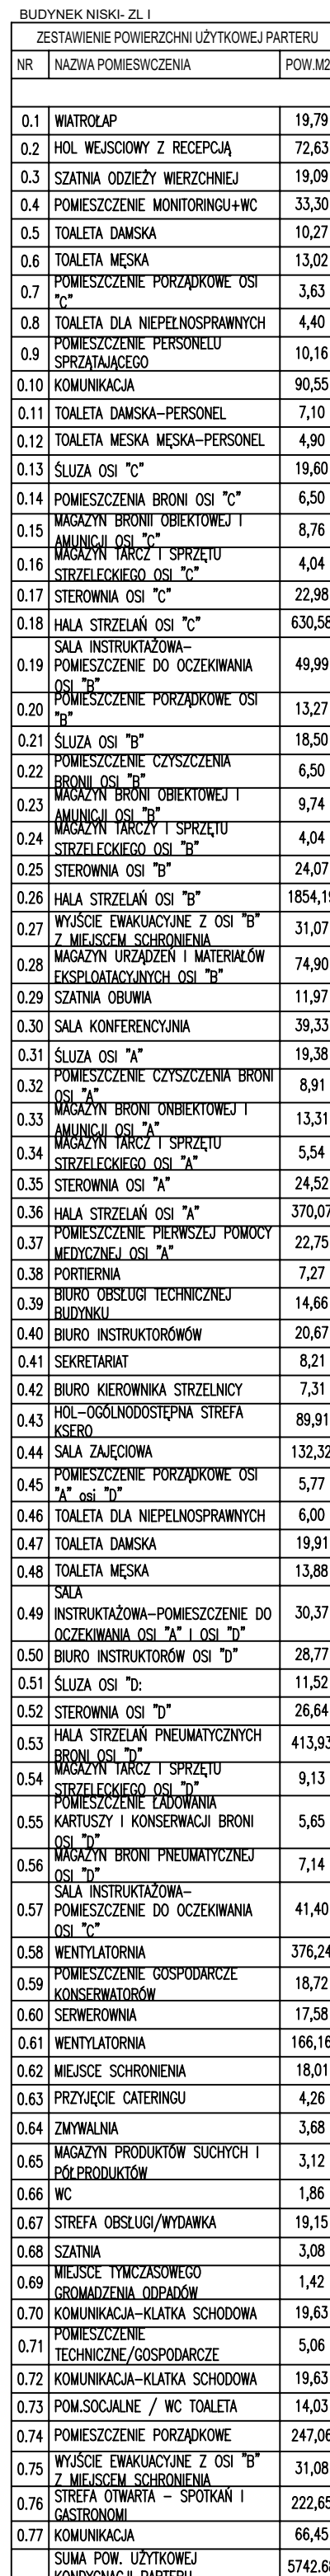 BUDYNEK NISKI- ZL I
ZESTAWIENIE POWIERZCHNI UŻYTKOWEJ PARTERU
NR NAZWA POMIESWCZENIA POW.M2
0.1 WIATROŁAP 19,79
0.2 HOL WEJSCIOWY Z RECEPCJĄ 72,63
0.3 SZATNIA ODZIEŻY WIERZCHNIEJ 19,09
0.4 POMIESZCZENIE MONITORINGU+WC 33,30
0.5 TOALETA DAMSKA 10,27
0.6 TOALETA MĘSKA 13,02
0.7 POMIESZCZENIE PORZĄDKOWE OSI
"C" 3,63
0.8 TOALETA DLA NIEPEŁNOSPRAWNYCH 4,40
0.9 POMIESZCZENIE PERSONELU
SPRZĄTAJĄCEGO 10,16
0.10 KOMUNIKACJA 90,55
0.11 TOALETA DAMSKA-PERSONEL 7,10
0.12 TOALETA MESKA MĘSKA-PERSONEL 4,90
0.13 ŚLUZA OSI "C" 19,60
0.14 POMIESZCZENIA BRONI OSI "C" 6,50
0.15 MAGAZYN BRONII OBIEKTOWEJ I
AMUNICJI OSI "C" 8,76
0.16 MAGAZYN TARCZ I SPRZĘTU
STRZELECKIEGO OSI "C" 4,04
0.17 STEROWNIA OSI "C" 22,98
0.18 HALA STRZELAŃ OSI "C" 630,58
0.19 SALA INSTRUKTAŻOWA-
POMIESZCZENIE DO OCZEKIWANIA
OSI "B" 49,99
0.20 POMIESZCZENIE PORZĄDKOWE OSI
"B" 13,27
0.21 ŚLUZA OSI "B" 18,50
0.22 POMIESZCZENIE CZYSZCZENIA
BRONII OSI "B" 6,50
0.23 MAGAZYN BRONI OBIEKTOWEJ I
AMUNICJI OSI "B" 9,74
0.24 MAGAZYN TARCZY I SPRZĘTU
STRZELECKIEGO OSI "B" 4,04
0.25 STEROWNIA OSI "B" 24,07
0.26 HALA STRZELAŃ OSI "B" 1854,19
0.27 WYJŚCIE EWAKUACYJNE Z OSI "B"
Z MIEJSCEM SCHRONIENIA 31,07
0.28 MAGAZYN URZĄDZEŃ I MATERIAŁÓW
EKSPLOATACYJNYCH OSI "B" 74,90
0.29 SZATNIA OBUWIA 11,97
0.30 SALA KONFERENCYJNIA 39,33
0.31 ŚLUZA OSI "A" 19,38
0.32 POMIESZCZENIE CZYSZCZENIA BRONI
OSI "A" 8,91
0.33 MAGAZYN BRONI ONBIEKTOWEJ I
AMUNICJI OSI "A" 13,31
0.34 MAGAZYN TARCZ I SPRZĘTU
STRZELECKIEGO OSI "A" 5,54
0.35 STEROWNIA OSI "A" 24,52
0.36 HALA STRZELAŃ OSI "A" 370,07
0.37 POMIESZCZENIE PIERWSZEJ POMOCY
MEDYCZNEJ OSI "A" 22,75
0.38 PORTIERNIA 7,27
0.39 BIURO OBSŁUGI TECHNICZNEJ
BUDYNKU 14,66
0.40 BIURO INSTRUKTORÓWÓW 20,67
0.41 SEKRETARIAT 8,21
0.42 BIURO KIEROWNIKA STRZELNICY 7,31
0.43 HOL-OGÓLNODOSTĘPNA STREFA
KSERO 89,91
0.44 SALA ZAJĘCIOWA 132,32
0.45 POMIESZCZENIE PORZĄDKOWE OSI
"A" osi "D" 5,77
0.46 TOALETA DLA NIEPELNOSPRAWNYCH 6,00
0.47 TOALETA DAMSKA 19,91
0.48 TOALETA MĘSKA 13,88
0.49 SALA
INSTRUKTAŻOWA-POMIESZCZENIE DO
OCZEKIWANIA OSI "A" I OSI "D" 30,37
0.50 BIURO INSTRUKTORÓW OSI "D" 28,77
0.51 ŚLUZA OSI "D: 11,52
0.52 STEROWNIA OSI "D" 26,64
0.53 HALA STRZELAŃ PNEUMATYCZNYCH
BRONI OSI "D" 413,93
0.54 MAGAZYN TARCZ I SPRZĘTU
STRZELECKIEGO OSI "D" 9,13
0.55 POMIESZCZENIE ŁADOWANIA
KARTUSZY I KONSERWACJI BRONI
OSI "D" 5,65
0.56 MAGAZYN BRONI PNEUMATYCZNEJ
OSI "D" 7,14
0.57 SALA INSTRUKTAŻOWA-
POMIESZCZENIE DO OCZEKIWANIA
OSI "C" 41,40
0.58 WENTYLATORNIA 376,24
0.59 POMIESZCZENIE GOSPODARCZE
KONSERWATORÓW 18,72
0.60 SERWEROWNIA 17,58
0.61 WENTYLATORNIA 166,16
0.62 MIEJSCE SCHRONIENIA 18,01
0.63 PRZYJĘCIE CATERINGU 4,26
0.64 ZMYWALNIA 3,68
0.65 MAGAZYN PRODUKTÓW SUCHYCH I
PÓŁPRODUKTÓW 3,12
0.66 WC 1,86
0.67 STREFA OBSŁUGI/WYDAWKA 19,15
0.68 SZATNIA 3,08
0.69 MIEJSCE TYMCZASOWEGO
GROMADZENIA ODPADÓW 1,42
0.70 KOMUNIKACJA-KLATKA SCHODOWA 19,63
0.71 POMIESZCZENIE
TECHNICZNE/GOSPODARCZE 5,06
0.72 KOMUNIKACJA-KLATKA SCHODOWA 19,63
0.73 POM.SOCJALNE / WC TOALETA 14,03
0.74 POMIESZCZENIE PORZĄDKOWE 247,06
0.75 WYJŚCIE EWAKUACYJNE Z OSI "B"
Z MIEJSCEM SCHRONIENIA 31,08
0.76 STREFA OTWARTA - SPOTKAŃ I
GASTRONOMI 222,65
0.77 KOMUNIKACJA 66,45
SUMA POW. UŻYTKOWEJ
KONDYGNACJI PARTERU